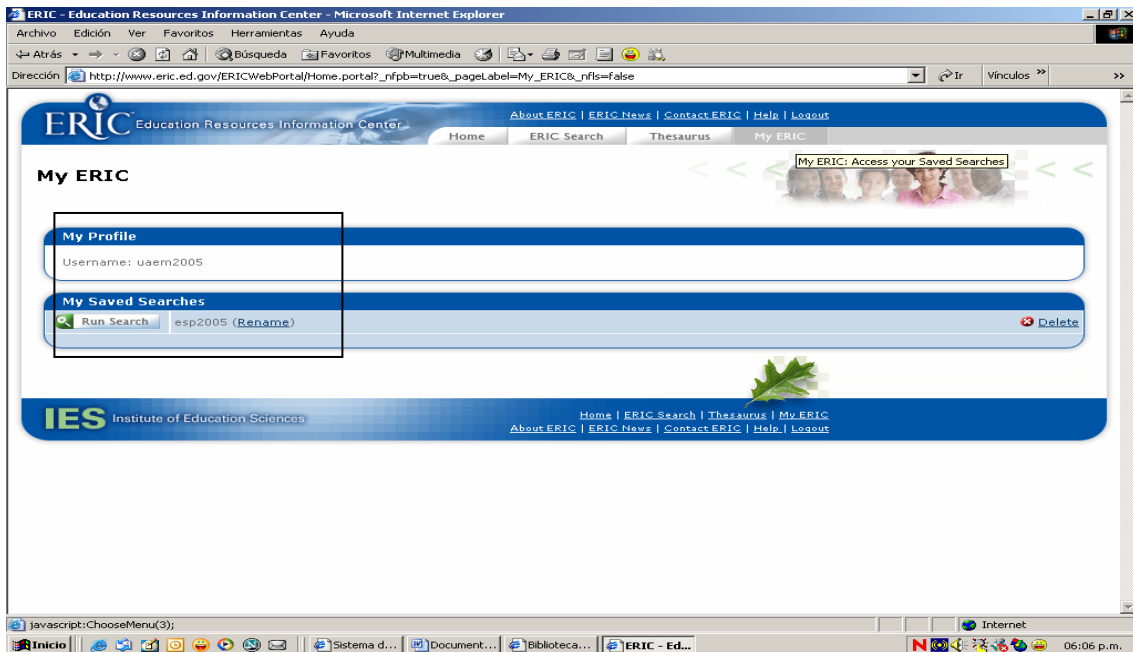 ERIC - Education Resources Information Center - Microsoft Internet Explorer
Archivo Edición Ver Favoritos Herramientas Ayuda
Atrás Búsqueda Favoritos Multimedia
Dirección http://www.eric.ed.gov/ERICWebPortal/Home.portal?_nfpb=true&_pageLabel=My_ERIC&_nfls=false Ir Vínculos »
ERIC Education Resources Information Center
About ERIC | ERIC News | Contact ERIC | Help | Logout
Home ERIC Search Thesaurus My ERIC
My ERIC: Access your Saved Searches
My ERIC
My Profile
Username: uaem2005
My Saved Searches
Run Search esp2005 (Rename) Delete
IES Institute of Education Sciences
Home | ERIC Search | Thesaurus | My ERIC
About ERIC | ERIC News | Contact ERIC | Help | Logout
javascript:ChooseMenu(3); Internet
Inicio Sistema d... Document... Biblioteca... ERIC - Ed... 06:06 p.m.